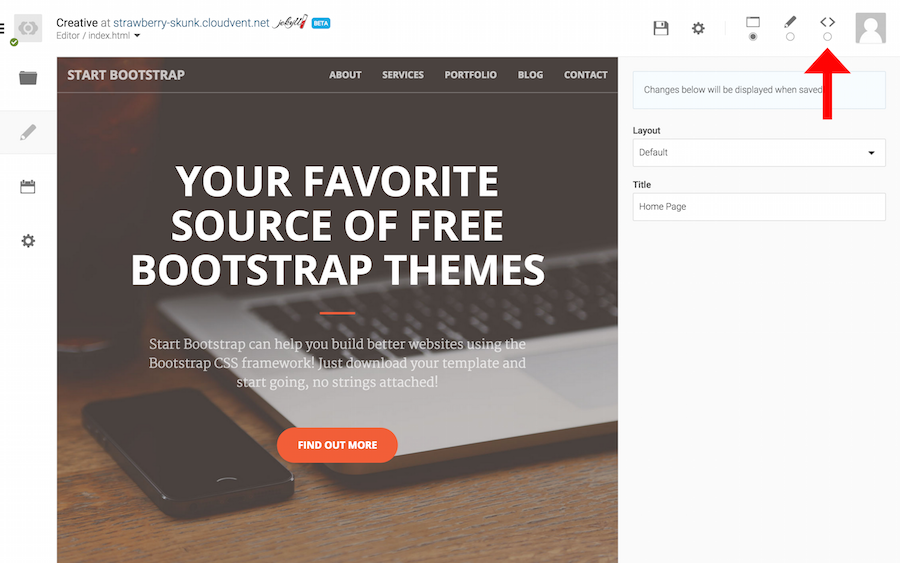 Creative at strawberry-skunk.cloudvent.net jekyll BETA
Editor / index.html
START BOOTSTRAP
ABOUT SERVICES PORTFOLIO BLOG CONTACT
YOUR FAVORITE
SOURCE OF FREE
BOOTSTRAP THEMES
Start Bootstrap can help you build better websites using the
Bootstrap CSS framework! Just download your template and
start going, no strings attached!
FIND OUT MORE
Changes below will be displayed when saved
Layout
Default
Title
Home Page